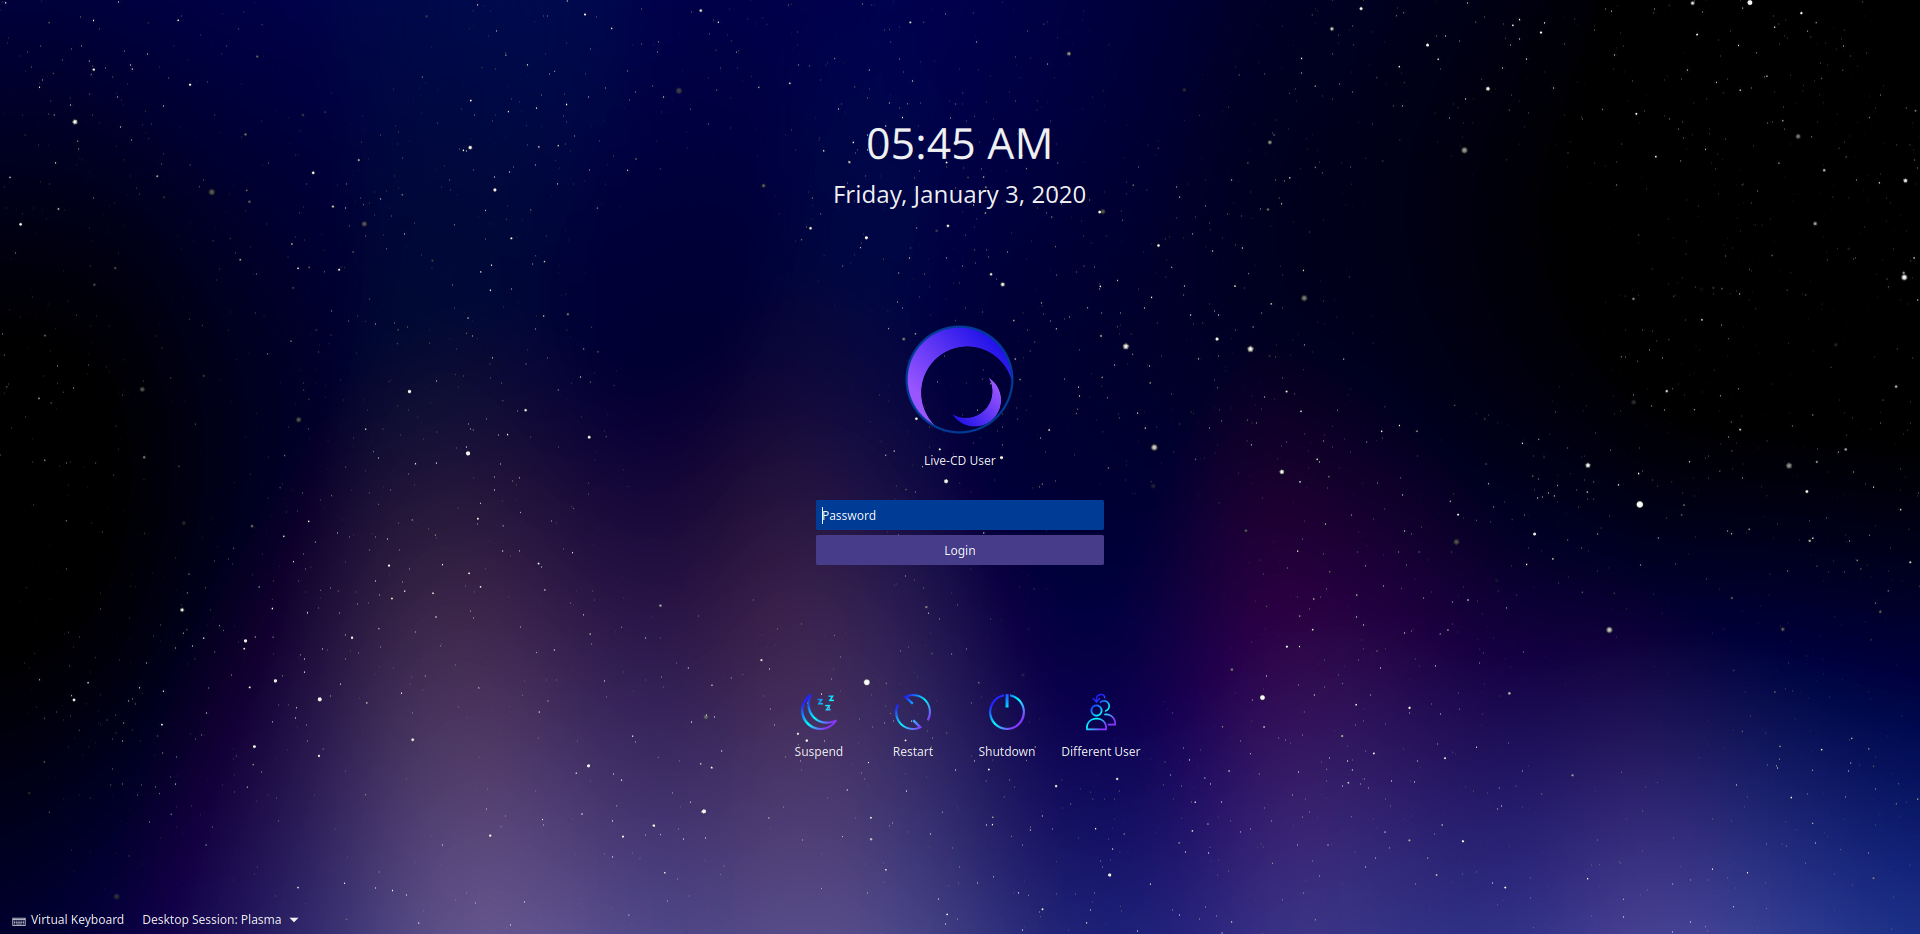 05:45 AM
Friday, January 3, 2020
Live-CD User
Password
Login
Suspend
Restart
Shutdown
Different User
Virtual Keyboard
Desktop Session: Plasma